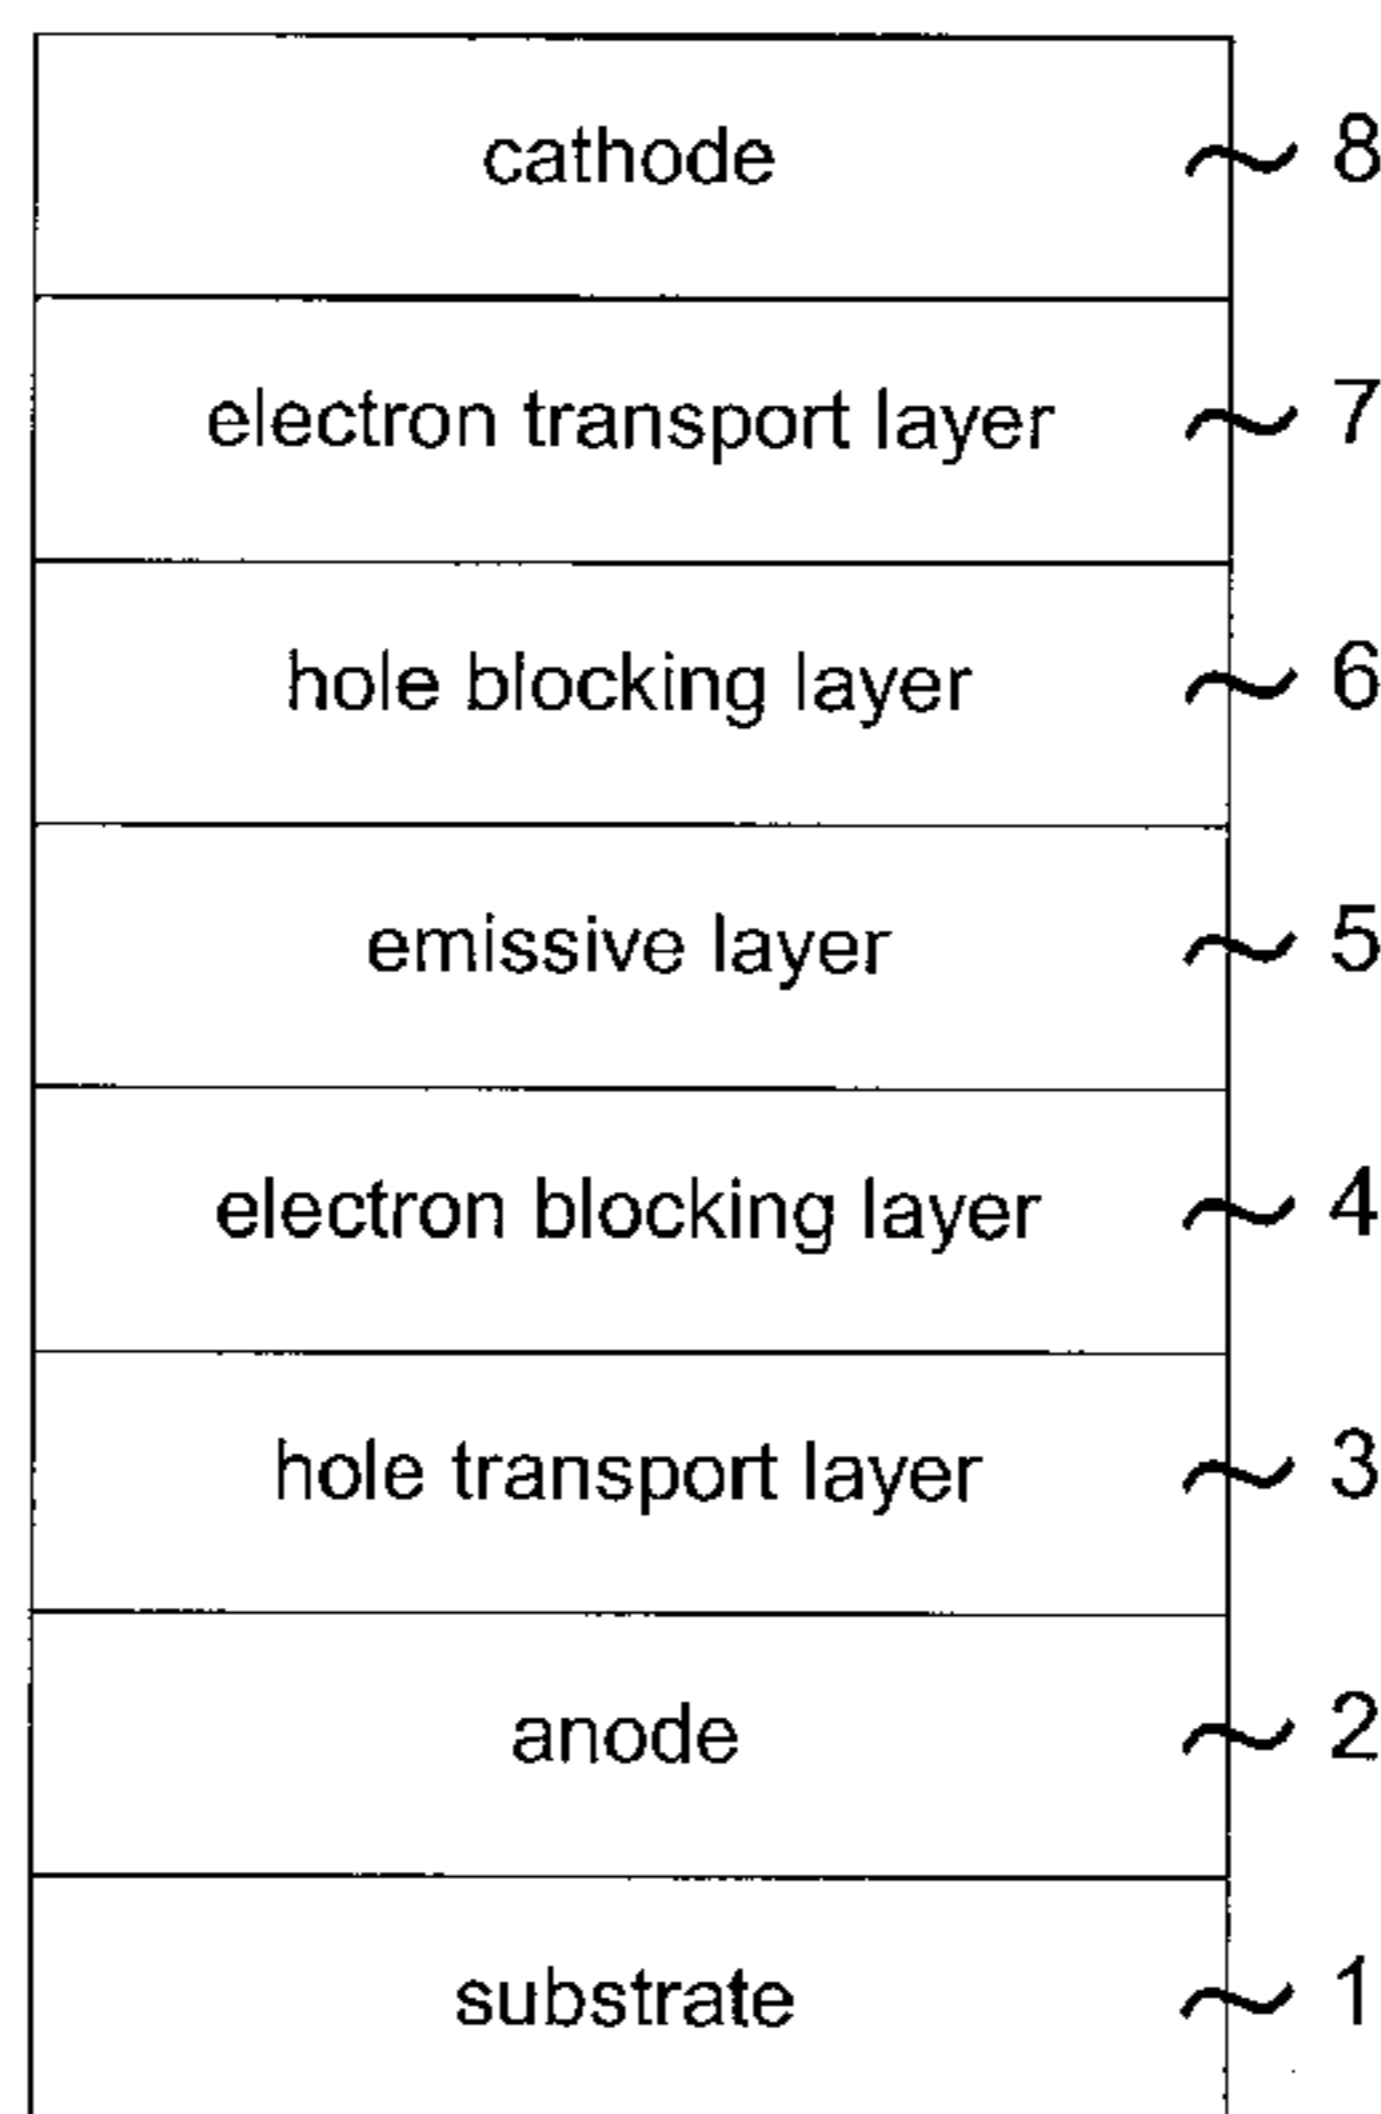 cathode 8
electron transport layer 7
hole blocking layer 6
emissive layer 5
electron blocking layer 4
hole transport layer 3
anode 2
substrate 1